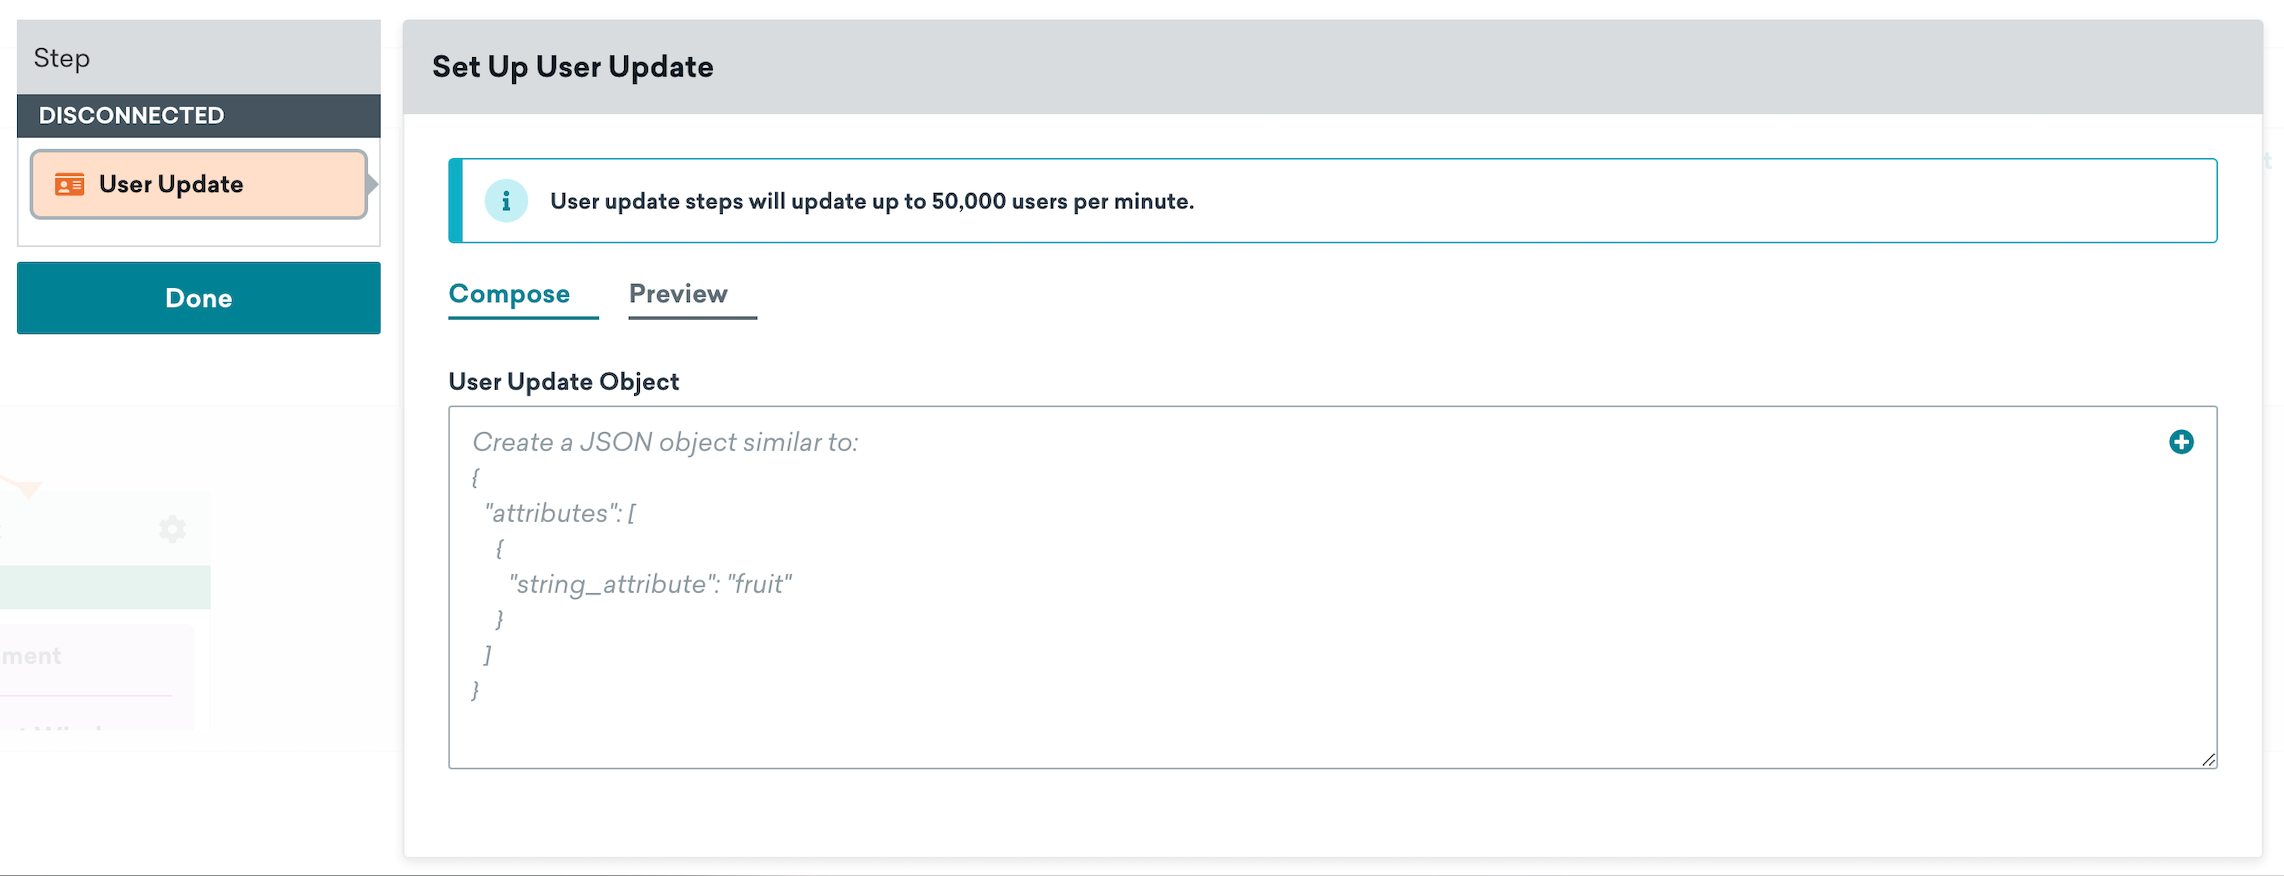 Step
DISCONNECTED
User Update
Done
Set Up User Update
User update steps will update up to 50,000 users per minute.
Compose
Preview
User Update Object
Create a JSON object similar to:
{
"attributes": [
{
"string_attribute": "fruit"
}
]
}
ment